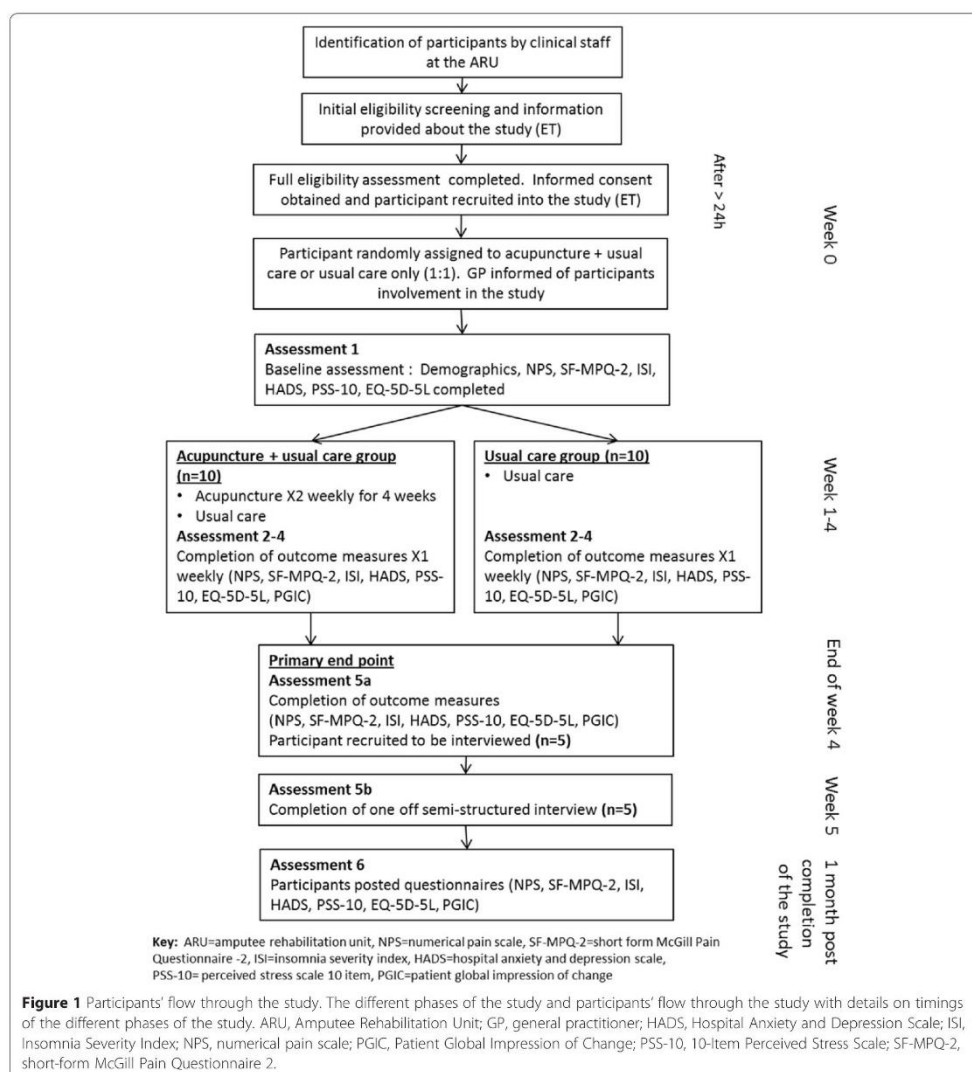 Identification of participants by clinical staff
at the ARU
Initial eligibility screening and information
provided about the study (ET)
After > 24h
Full eligibility assessment completed.  Informed consent
obtained and participant recruited into the study (ET)
Week 0
Participant randomly assigned to acupuncture + usual
care or usual care only (1:1).  GP informed of participants
involvement in the study
Assessment 1
Baseline assessment :  Demographics, NPS, SF-MPQ-2, ISI,
HADS, PSS-10, EQ-5D-5L completed
Acupuncture + usual care group
(n=10)
• Acupuncture X2 weekly for 4 weeks
• Usual care
Assessment 2-4
Completion of outcome measures X1
weekly (NPS, SF-MPQ-2, ISI, HADS, PSS-
10, EQ-5D-5L, PGIC)
Usual care group (n=10)
• Usual care
Assessment 2-4
Completion of outcome measures X1
weekly (NPS, SF-MPQ-2, ISI, HADS, PSS-
10, EQ-5D-5L, PGIC)
Week 1-4
Primary end point
Assessment 5a
Completion of outcome measures
(NPS, SF-MPQ-2, ISI, HADS, PSS-10, EQ-5D-5L, PGIC)
Participant recruited to be interviewed (n=5)
End of week 4
Assessment 5b
Completion of one off semi-structured interview (n=5)
Week 5
Assessment 6
Participants posted questionnaires (NPS, SF-MPQ-2, ISI,
HADS, PSS-10, EQ-5D-5L, PGIC)
1 month post
completion
of the study
Key: ARU=amputee rehabilitation unit, NPS=numerical pain scale, SF-MPQ-2=short form McGill Pain
Questionnaire -2, ISI=insomnia severity index, HADS=hospital anxiety and depression scale,
PSS-10= perceived stress scale 10 item, PGIC=patient global impression of change
Figure 1 Participants' flow through the study. The different phases of the study and participants' flow through the study with details on timings
of the different phases of the study. ARU, Amputee Rehabilitation Unit; GP, general practitioner; HADS, Hospital Anxiety and Depression Scale; ISI,
Insomnia Severity Index; NPS, numerical pain scale; PGIC, Patient Global Impression of Change; PSS-10, 10-Item Perceived Stress Scale; SF-MPQ-2,
short-form McGill Pain Questionnaire 2.